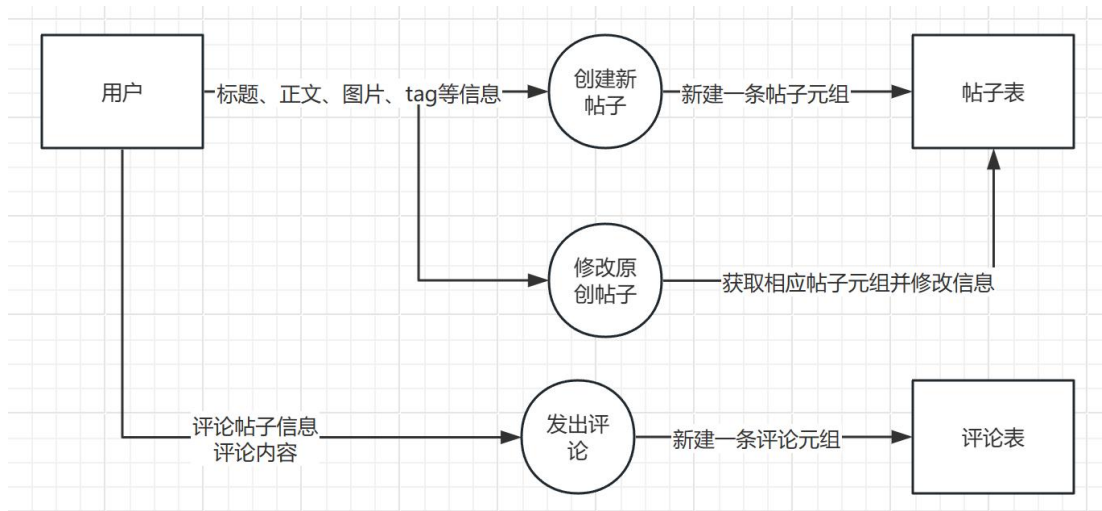 用户
标题、正文、图片、tag等信息
创建新
帖子
新建一条帖子元组
帖子表
修改原
创帖子
获取相应帖子元组并修改信息
评论帖子信息
评论内容
发出评
论
新建一条评论元组
评论表